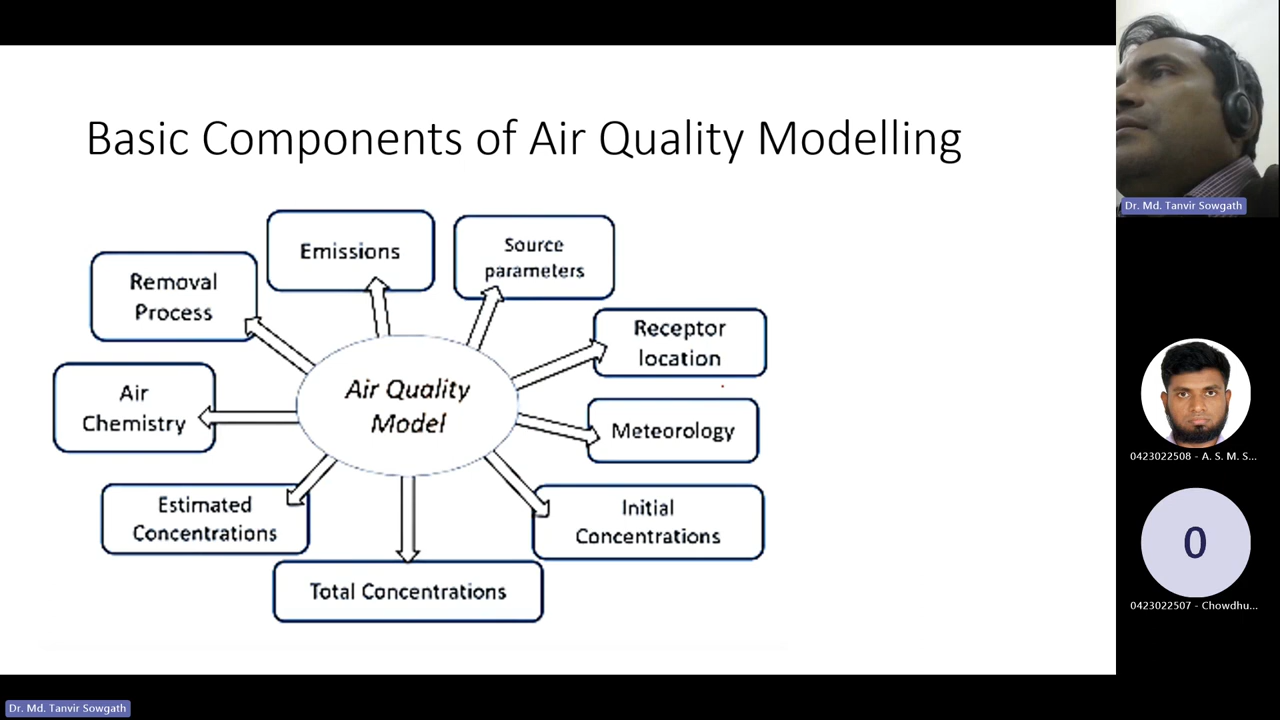 Basic Components of Air Quality Modelling
Emissions
Source
parameters
Removal
Process
Receptor
location
Air Quality
Model
Air
Chemistry
Meteorology
Estimated
Concentrations
Initial
Concentrations
Total Concentrations
Dr. Md. Tanvir Sowgath
0423022508 - A. S. M. S...
0
0423022507 - Chowdhu...
Dr. Md. Tanvir Sowgath